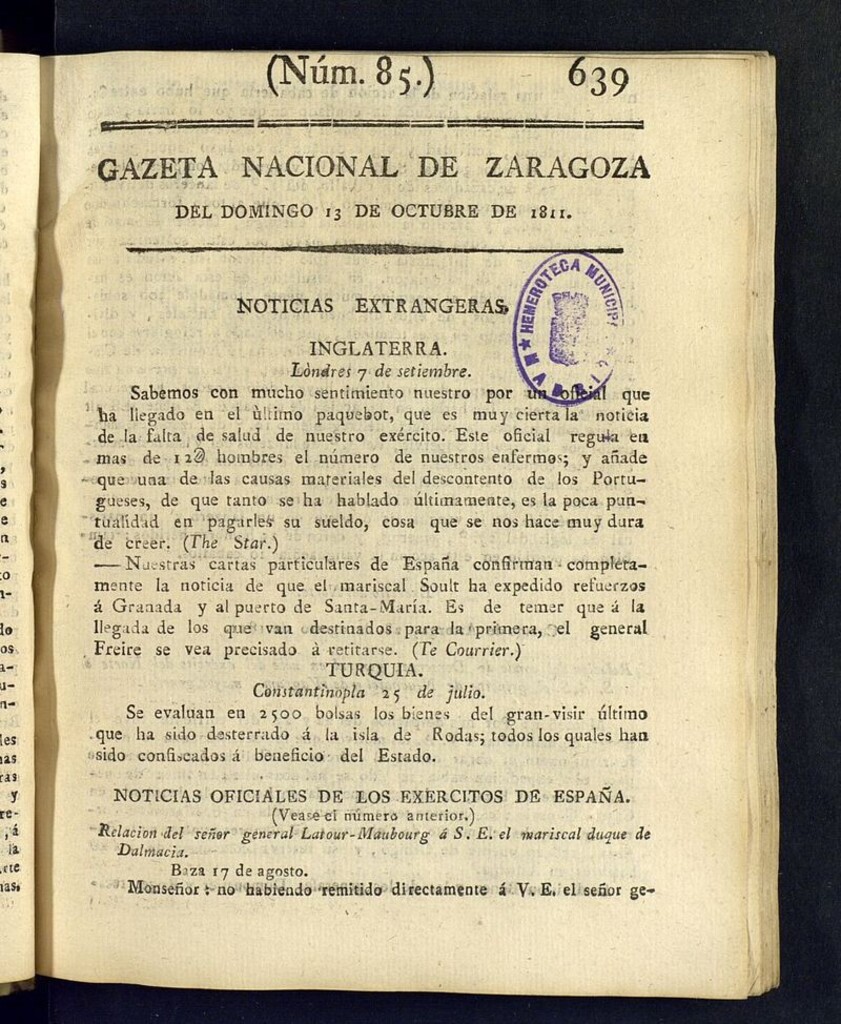 (Núm. 85.) 639
GAZETA NACIONAL DE ZARAGOZA
DEL DOMINGO 13 DE OCTUBRE DE 1811.
HEMEROTECA MUNICIPAL
MADRID
NOTICIAS EXTRANGERAS.
INGLATERRA.
Lòndres 7 de setiembre.
Sabemos con mucho sentimiento nuestro por un oficial que
ha llegado en el ùltimo paquebot, que es muy cierta la noticia
de la falta de salud de nuestro exército. Este oficial regula en
mas de 12@ hombres el número de nuestros enfermos; y añade
que una de las causas materiales del descontento de los Portu-
gueses, de que tanto se ha hablado últimamente, es la poca pun-
tualidad en pagarles su sueldo, cosa que se nos hace muy dura
de creer. (The Star.)
— Nuestras cartas particulares de España confirman completa-
mente la noticia de que el mariscal Soult ha expedido refuerzos
á Granada y al puerto de Santa-María. Es de temer que á la
llegada de los que van destinados para la primera, el general
Freire se vea precisado à retitarse. (Te Courrier.)
TURQUIA.
Constantinopla 25 de julio.
Se evaluan en 2500 bolsas los bienes del gran-visir último
que ha sido desterrado á la isla de Rodas; todos los quales han
sido confiscados á beneficio del Estado.
NOTICIAS OFICIALES DE LOS EXERCITOS DE ESPAÑA.
(Vease el número anterior.)
Relacion del señor general Latour-Maubourg á S. E. el mariscal duque de
Dalmacia.
Baza 17 de agosto.
Monseñor : no habiendo remitido directamente á V. E. el señor ge-